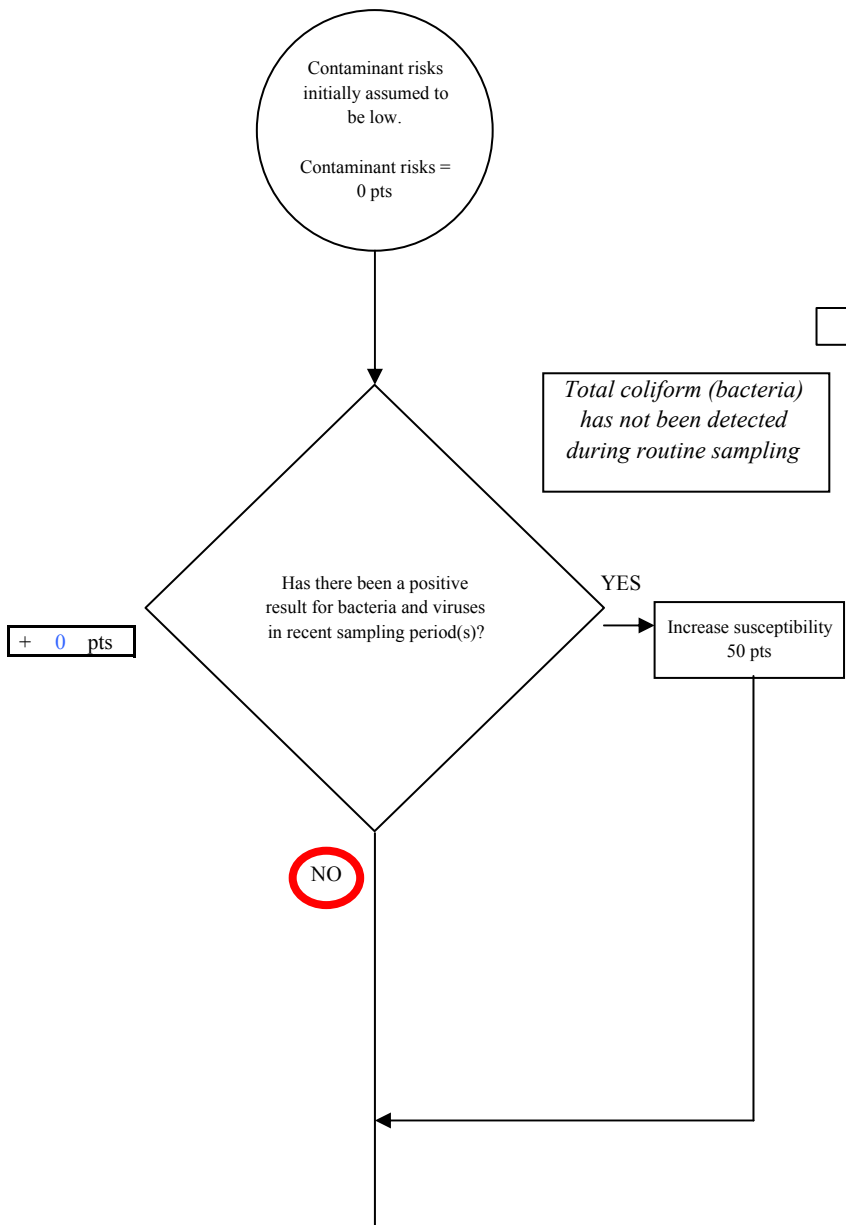 Contaminant risks
initially assumed to
be low.
Contaminant risks =
0 pts
Total coliform (bacteria)
has not been detected
during routine sampling
Has there been a positive
result for bacteria and viruses
in recent sampling period(s)?
YES
Increase susceptibility
50 pts
+ 0 pts
NO